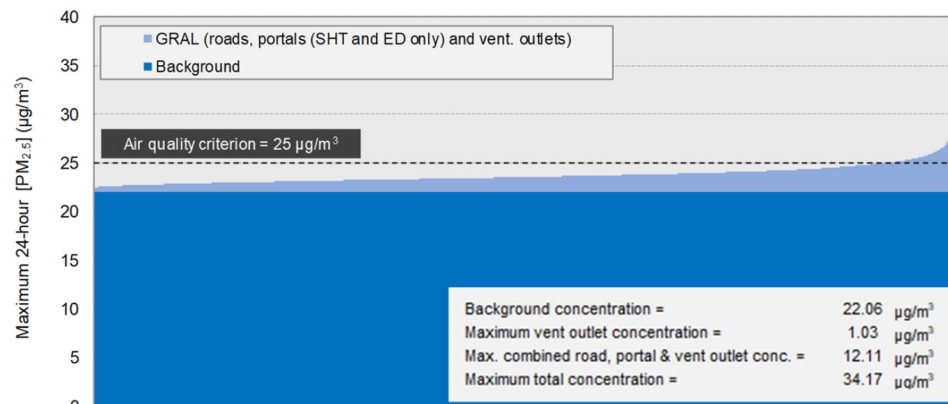 40
GRAL (roads, portals (SHT and ED only) and vent. outlets)
35
Background
30
Air quality criterion = 25 µg/m³
25
20
15
10
5
0
Maximum 24-hour [PM₂.₅] (µg/m³)
Background concentration = 22.06 µg/m³
Maximum vent outlet concentration = 1.03 µg/m³
Max. combined road, portal & vent outlet conc. = 12.11 µg/m³
Maximum total concentration = 34.17 µg/m³